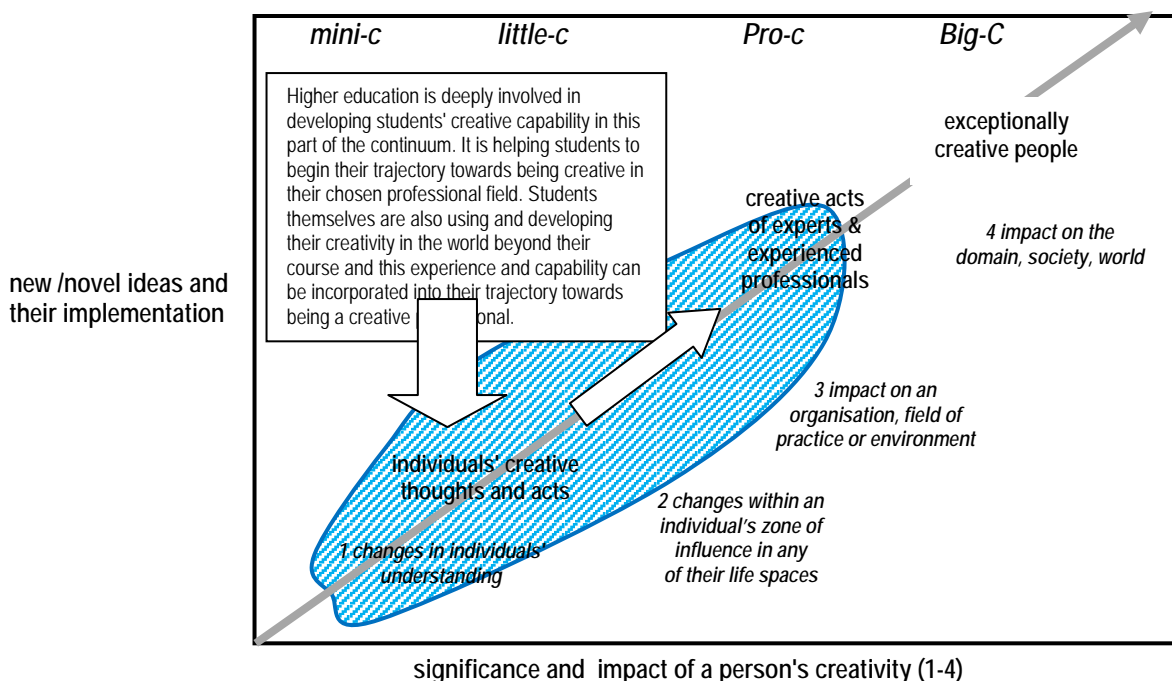 mini-c little-c Pro-c Big-C
Higher education is deeply involved in
developing students' creative capability in this
part of the continuum. It is helping students to
begin their trajectory towards being creative in
their chosen professional field. Students
themselves are also using and developing
their creativity in the world beyond their
course and this experience and capability can
be incorporated into their trajectory towards
being a creative p onal.
exceptionally
creative people
creative acts
of experts &
experienced
professionals
4 impact on the
domain, society, world
new /novel ideas and
their implementation
3 impact on an
organisation, field of
practice or environment
individuals' creative
thoughts and acts
2 changes within an
individual's zone of
influence in any
of their life spaces
1 changes in individuals'
understanding
significance and impact of a person's creativity (1-4)